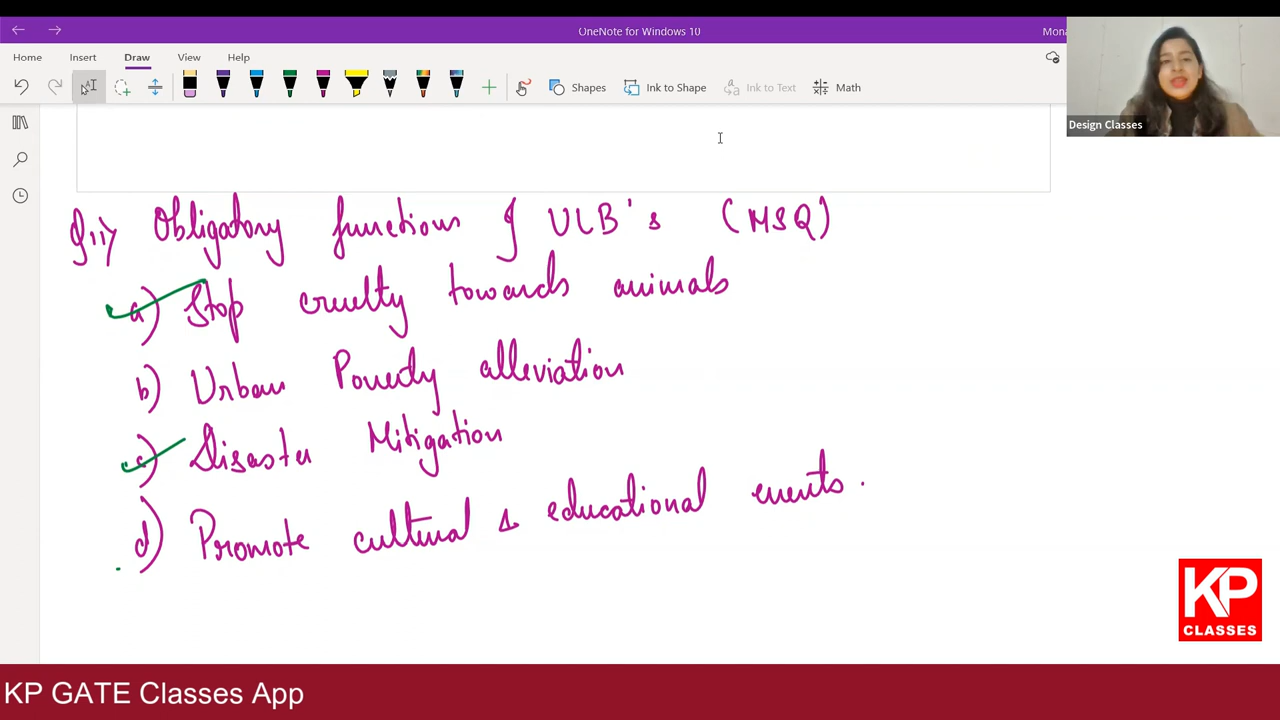 OneNote for Windows 10
Mona
Home Insert Draw View Help
Shapes Ink to Shape Ink to Text Math
Design Classes
Q11) Obligatory functions of ULB's (MSQ)
a) Stop cruelty towards animals
b) Urban Poverty alleviation
c) Disaster Mitigation
d) Promote cultural & educational events.
KP
CLASSES
KP GATE Classes App